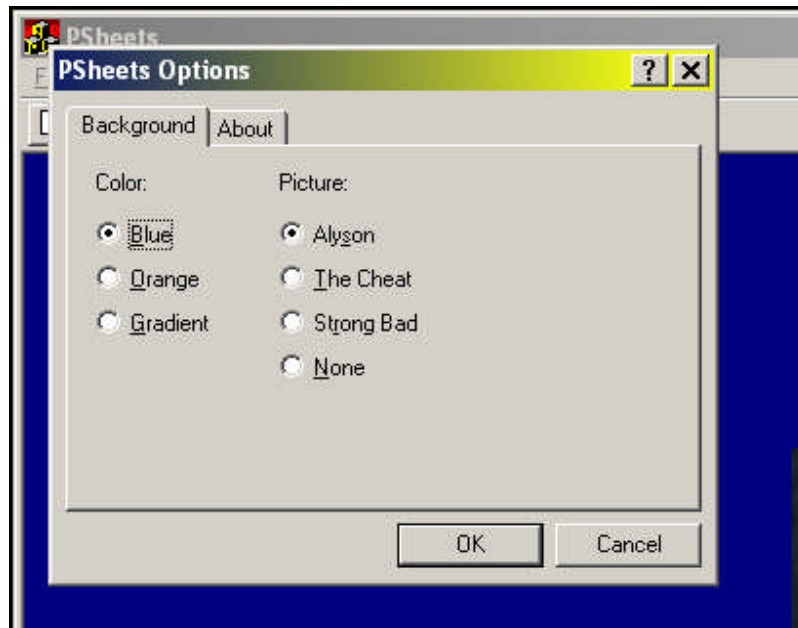 PSheets
F
PSheets Options
Background About
Color: Picture:
Blue Alyson
Orange The Cheat
Gradient Strong Bad
None
OK Cancel